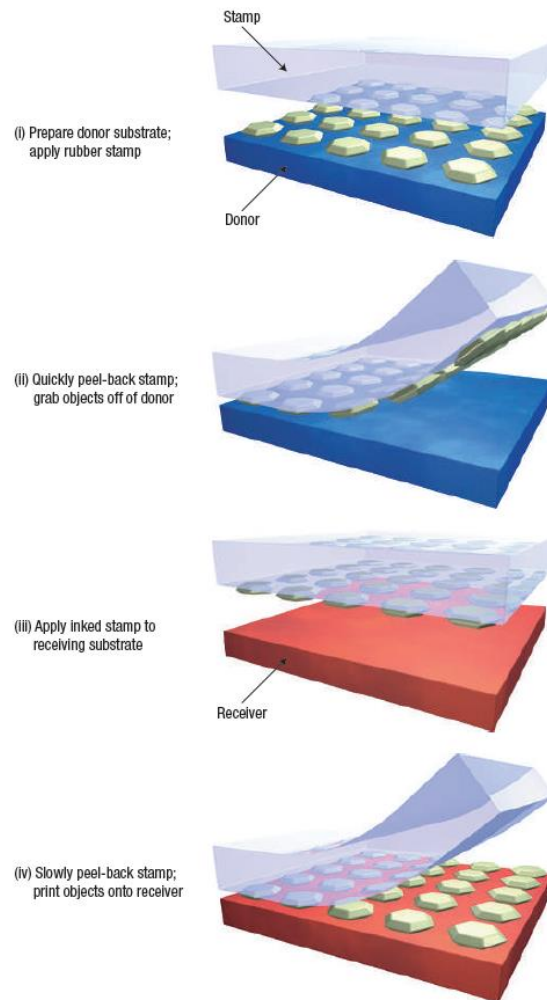 Stamp
(i) Prepare donor substrate;
apply rubber stamp
Donor
(ii) Quickly peel-back stamp;
grab objects off of donor
(iii) Apply inked stamp to
receiving substrate
Receiver
(iv) Slowly peel-back stamp;
print objects onto receiver